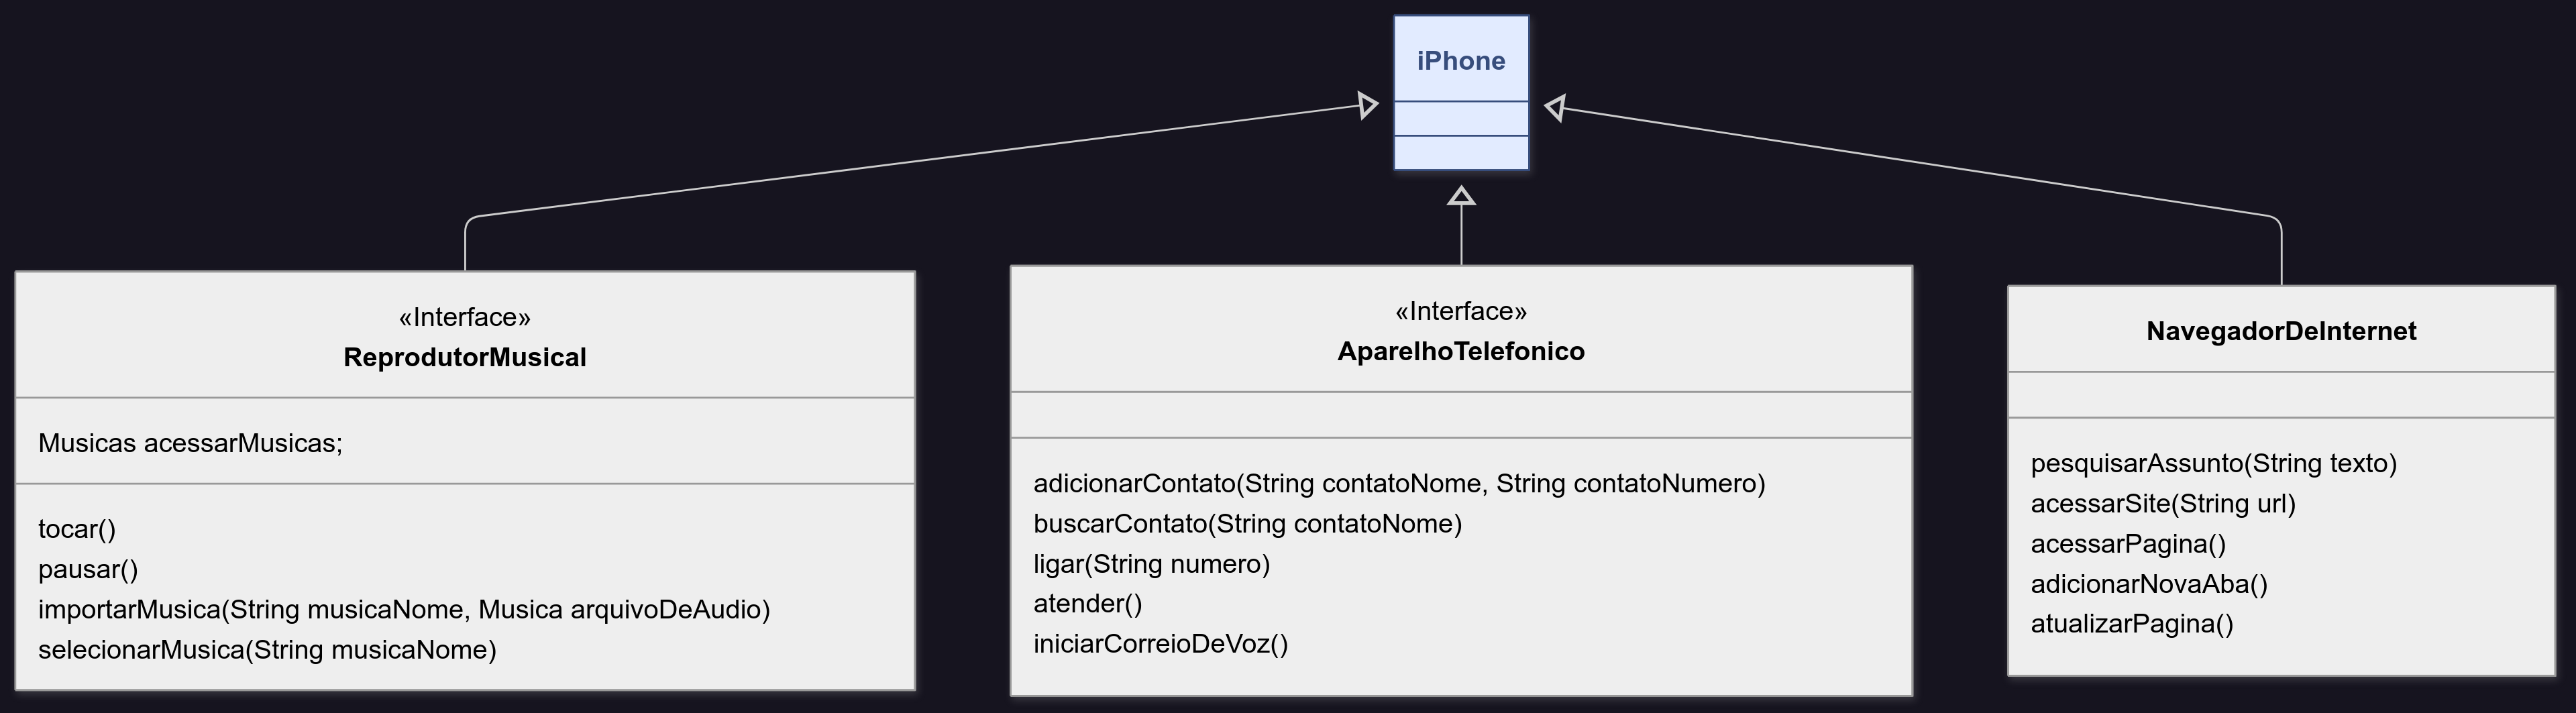 iPhone
«Interface»
ReprodutorMusical
Musicas acessarMusicas;
tocar()
pausar()
importarMusica(String musicaNome, Musica arquivoDeAudio)
selecionarMusica(String musicaNome)
«Interface»
AparelhoTelefonico
adicionarContato(String contatoNome, String contatoNumero)
buscarContato(String contatoNome)
ligar(String numero)
atender()
iniciarCorreioDeVoz()
NavegadorDeInternet
pesquisarAssunto(String texto)
acessarSite(String url)
acessarPagina()
adicionarNovaAba()
atualizarPagina()